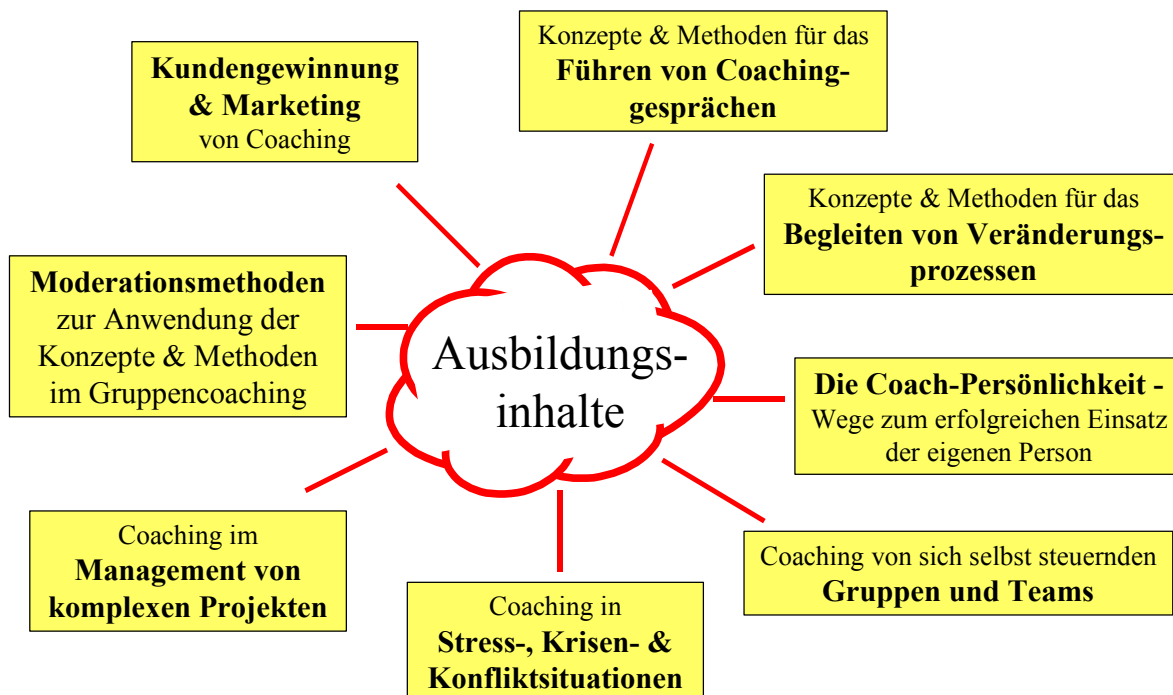 Kundengewinnung
& Marketing
von Coaching
Konzepte & Methoden für das
Führen von Coaching-
gesprächen
Konzepte & Methoden für das
Begleiten von Veränderungs-
prozessen
Moderationsmethoden
zur Anwendung der
Konzepte & Methoden
im Gruppencoaching
Ausbildungs-
inhalte
Die Coach-Persönlichkeit -
Wege zum erfolgreichen Einsatz
der eigenen Person
Coaching im
Management von
komplexen Projekten
Coaching in
Stress-, Krisen- &
Konfliktsituationen
Coaching von sich selbst steuernden
Gruppen und Teams